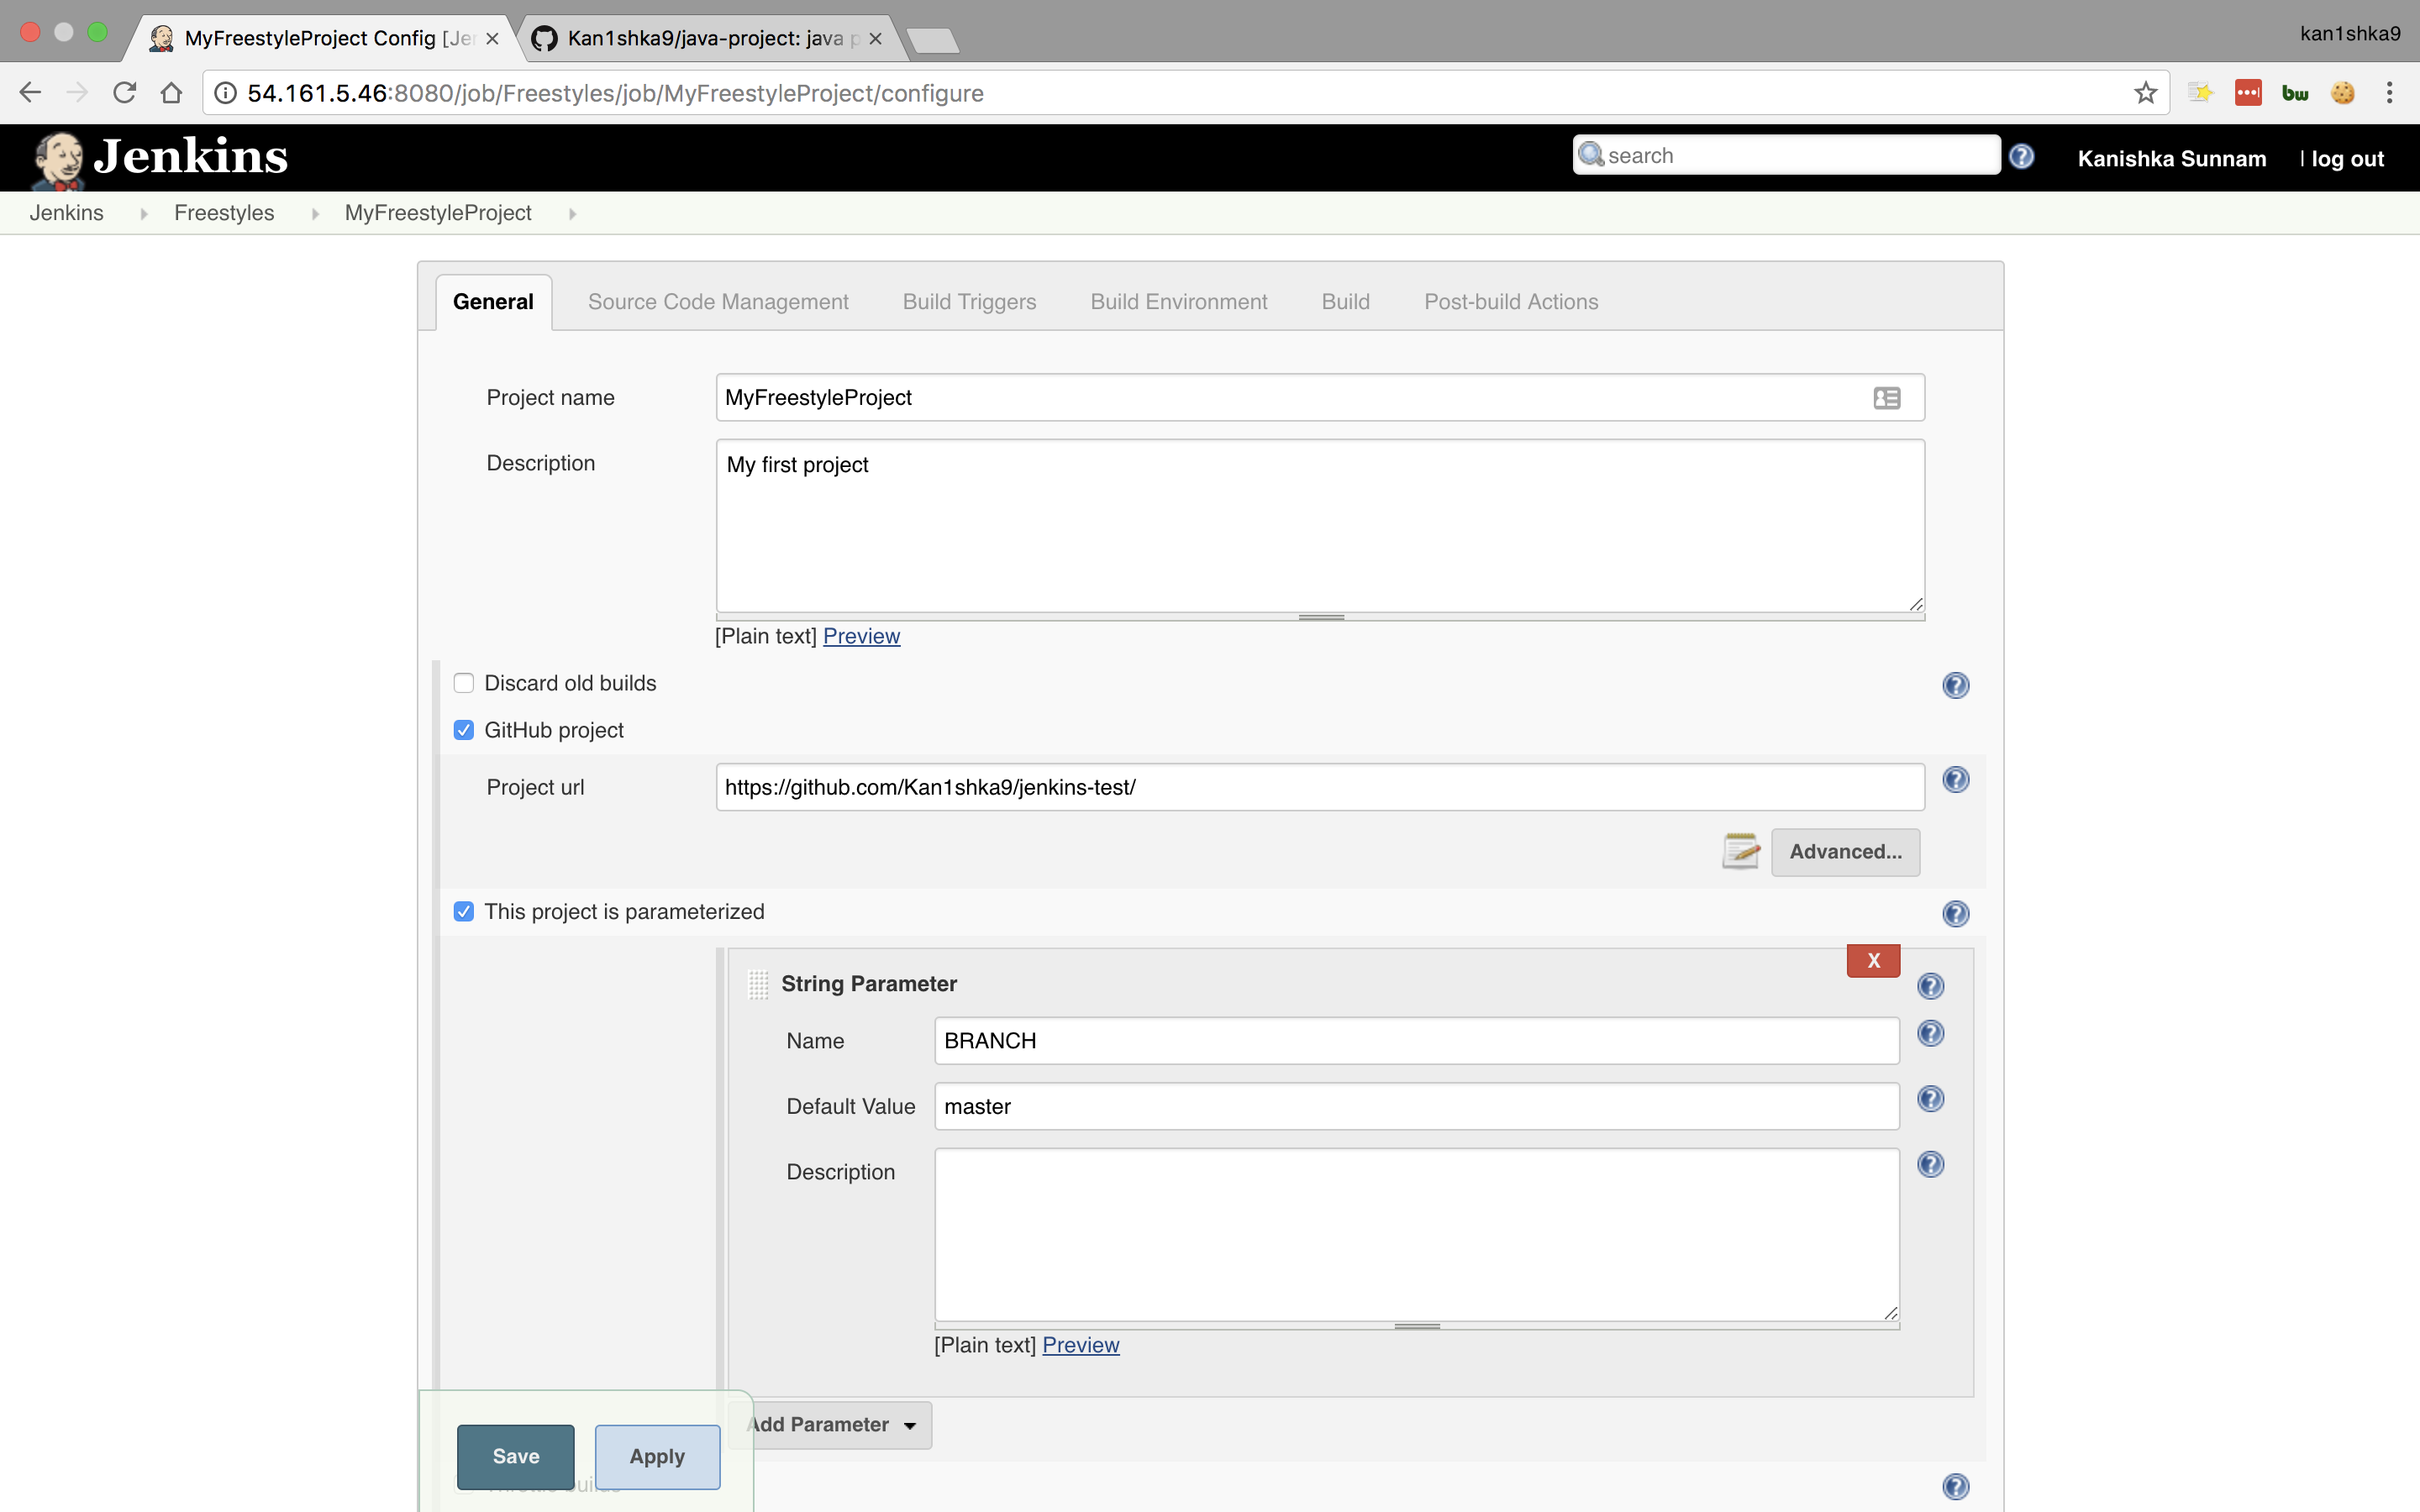 MyFreestyleProject Config [Je
Kan1shka9/java-project: java p
kan1shka9
54.161.5.46:8080/job/Freestyles/job/MyFreestyleProject/configure
bw
Jenkins
search
Kanishka Sunnam
| log out
Jenkins
Freestyles
MyFreestyleProject
General
Source Code Management
Build Triggers
Build Environment
Build
Post-build Actions
Project name
MyFreestyleProject
Description
My first project
[Plain text] Preview
Discard old builds
GitHub project
Project url
https://github.com/Kan1shka9/jenkins-test/
Advanced...
This project is parameterized
X
String Parameter
Name
BRANCH
Default Value
master
Description
[Plain text] Preview
Add Parameter
Save
Apply